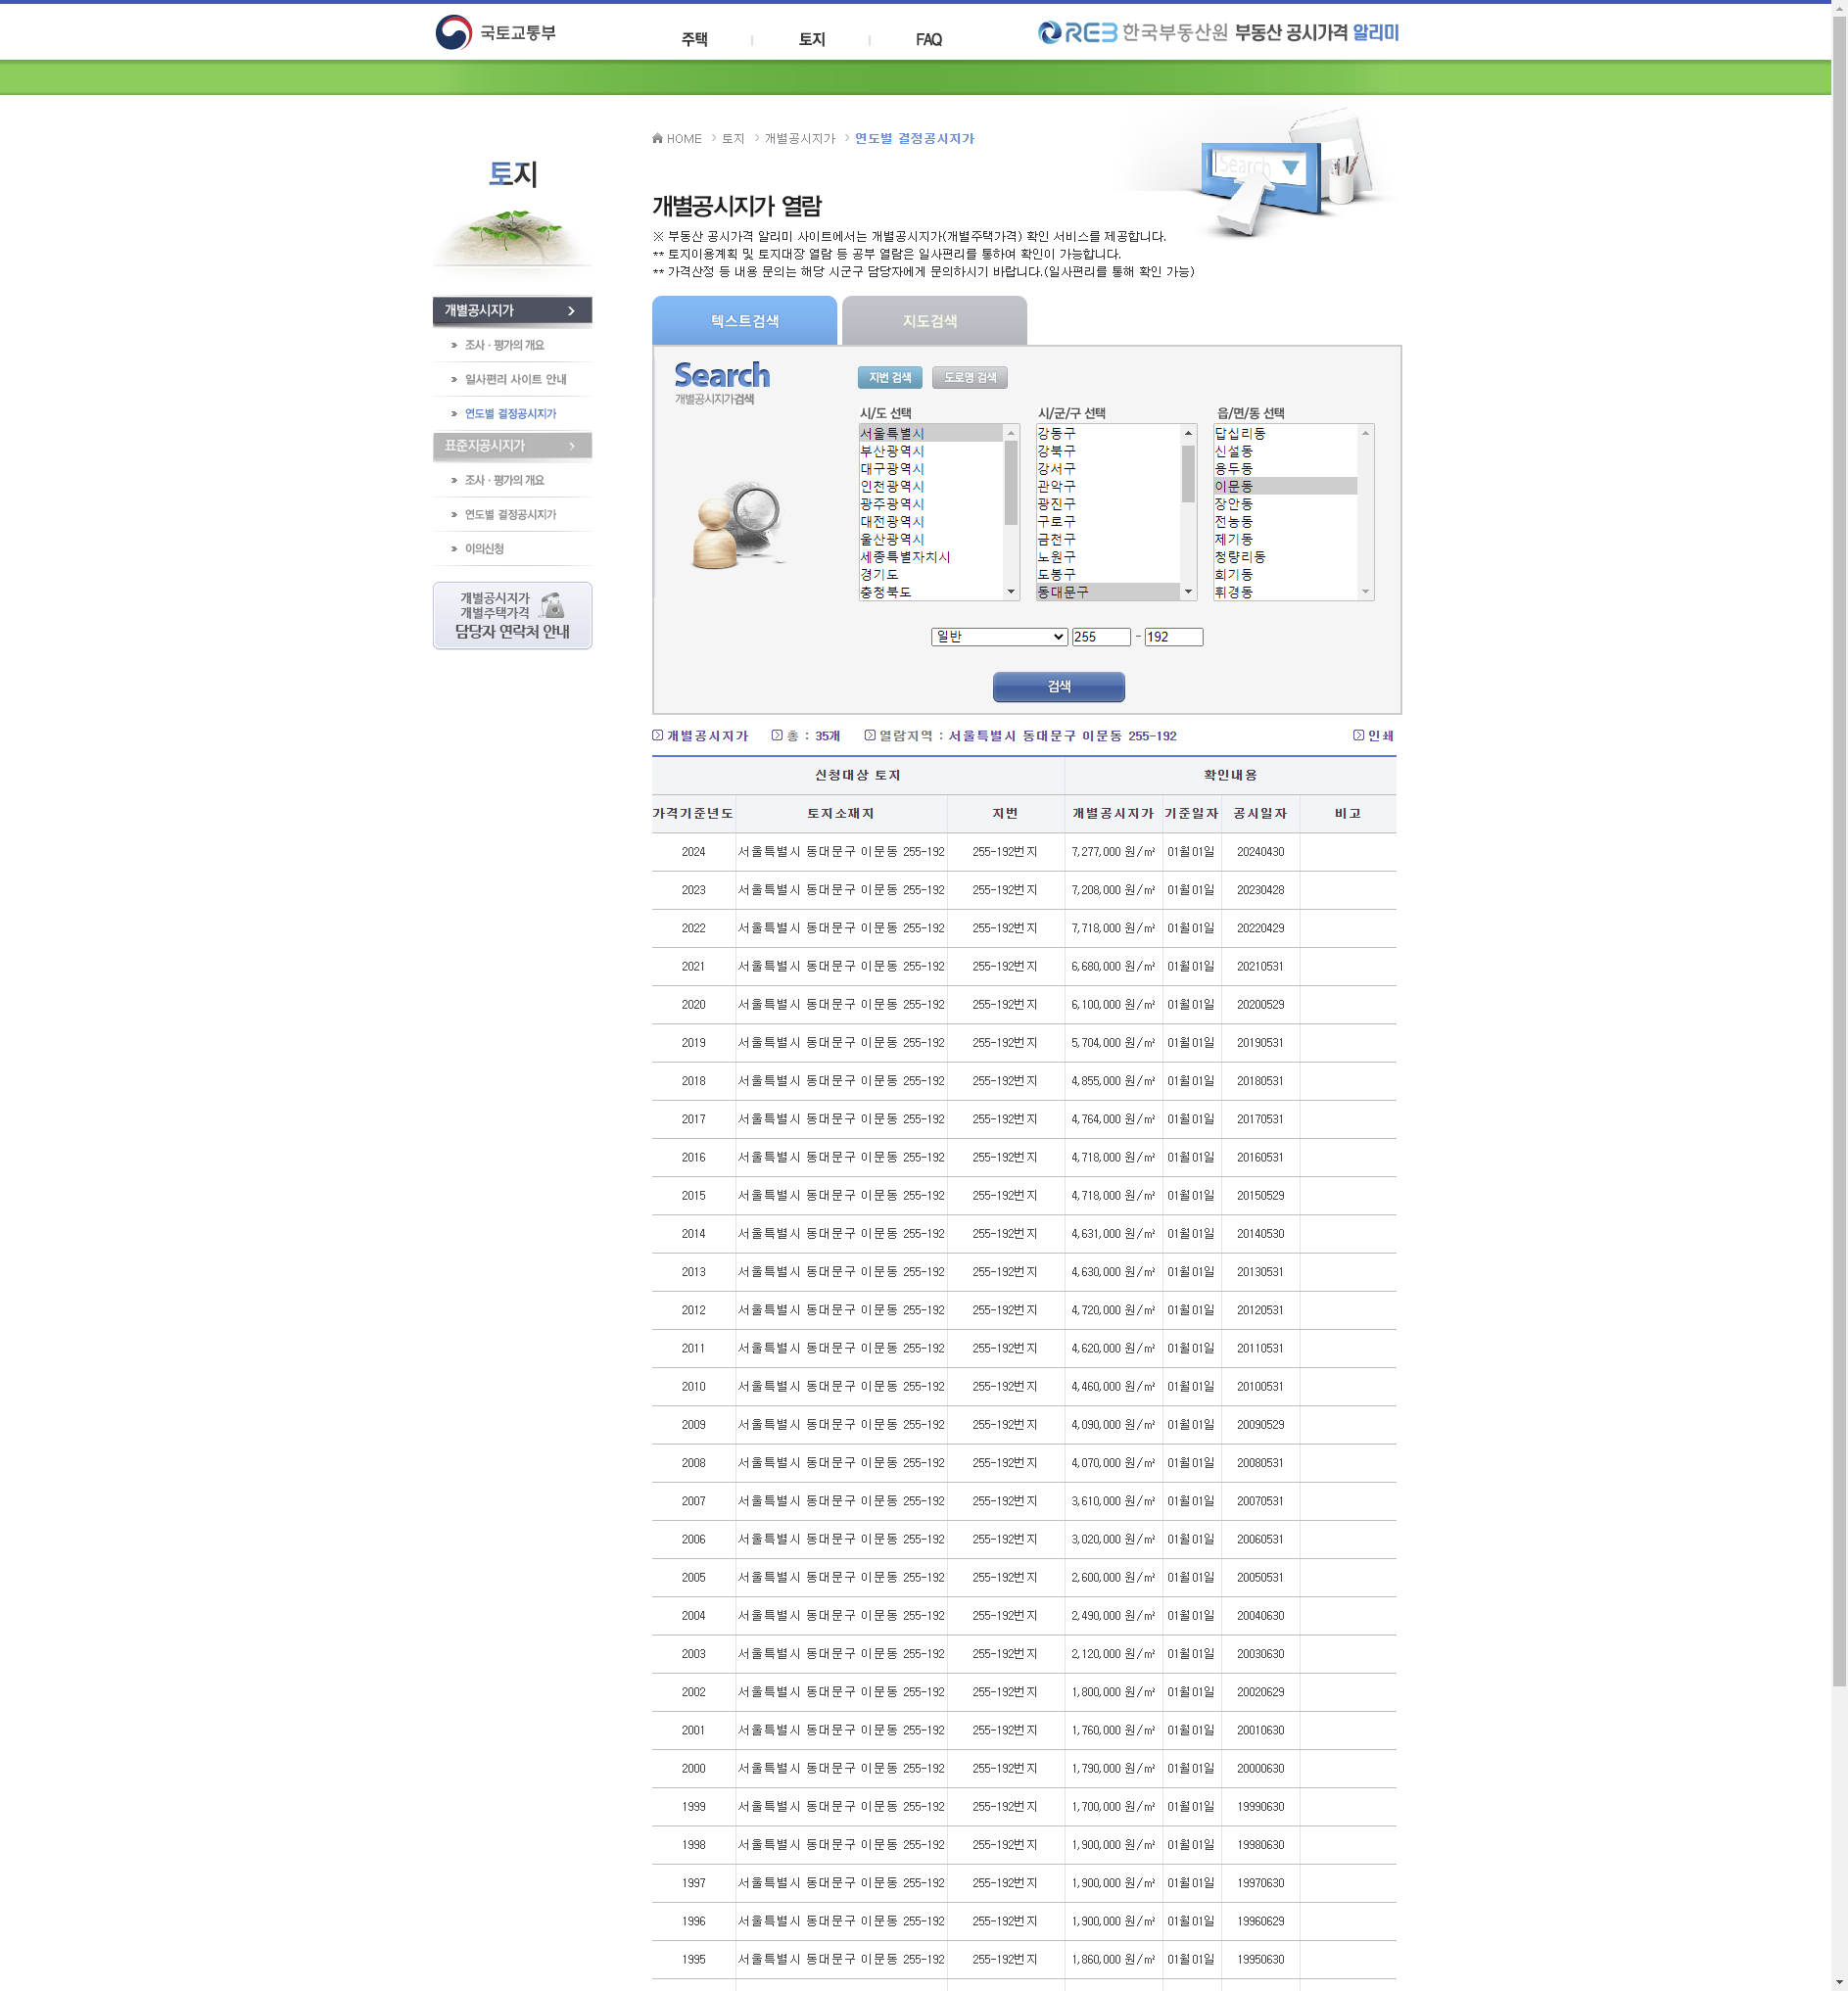 국토교통부
주택 | 토지 | FAQ
REB 한국부동산원 부동산 공시가격 알리미
HOME > 토지 > 개별공시지가 > 연도별 결정공시지가
Search
토지
개별공시지가 열람
※ 부동산 공시가격 알리미 사이트에서는 개별공시지가(개별주택가격) 확인 서비스를 제공합니다.
** 토지이용계획 및 토지대장 열람 등 공부 열람은 일사편리를 통하여 확인이 가능합니다.
** 가격산정 등 내용 문의는 해당 시군구 담당자에게 문의하시기 바랍니다.(일사편리를 통해 확인 가능)
개별공시지가
조사 · 평가의 개요
일사편리 사이트 안내
연도별 결정공시지가
표준지공시지가
조사 · 평가의 개요
연도별 결정공시지가
이의신청
개별공시지가
개별주택가격
담당자 연락처 안내
텍스트검색 지도검색
Search
개별공시지가검색
지번 검색 도로명 검색
시/도 선택 시/군/구 선택 읍/면/동 선택
서울특별시 강동구 답십리동
부산광역시 강북구 신설동
대구광역시 강서구 용두동
인천광역시 관악구 이문동
광주광역시 광진구 장안동
대전광역시 구로구 전농동
울산광역시 금천구 제기동
세종특별자치시 노원구 청량리동
경기도 도봉구 회기동
충청북도 동대문구 휘경동
일반 255 - 192
검색
개별공시지가 총 : 35개 열람지역 : 서울특별시 동대문구 이문동 255-192 인쇄
신청대상 토지 확인내용
가격기준년도 토지소재지 지번 개별공시지가 기준일자 공시일자 비고
2024 서울특별시 동대문구 이문동 255-192 255-192번지 7,277,000 원/㎡ 01월01일 20240430
2023 서울특별시 동대문구 이문동 255-192 255-192번지 7,208,000 원/㎡ 01월01일 20230428
2022 서울특별시 동대문구 이문동 255-192 255-192번지 7,718,000 원/㎡ 01월01일 20220429
2021 서울특별시 동대문구 이문동 255-192 255-192번지 6,680,000 원/㎡ 01월01일 20210531
2020 서울특별시 동대문구 이문동 255-192 255-192번지 6,100,000 원/㎡ 01월01일 20200529
2019 서울특별시 동대문구 이문동 255-192 255-192번지 5,704,000 원/㎡ 01월01일 20190531
2018 서울특별시 동대문구 이문동 255-192 255-192번지 4,855,000 원/㎡ 01월01일 20180531
2017 서울특별시 동대문구 이문동 255-192 255-192번지 4,764,000 원/㎡ 01월01일 20170531
2016 서울특별시 동대문구 이문동 255-192 255-192번지 4,718,000 원/㎡ 01월01일 20160531
2015 서울특별시 동대문구 이문동 255-192 255-192번지 4,718,000 원/㎡ 01월01일 20150529
2014 서울특별시 동대문구 이문동 255-192 255-192번지 4,631,000 원/㎡ 01월01일 20140530
2013 서울특별시 동대문구 이문동 255-192 255-192번지 4,630,000 원/㎡ 01월01일 20130531
2012 서울특별시 동대문구 이문동 255-192 255-192번지 4,720,000 원/㎡ 01월01일 20120531
2011 서울특별시 동대문구 이문동 255-192 255-192번지 4,620,000 원/㎡ 01월01일 20110531
2010 서울특별시 동대문구 이문동 255-192 255-192번지 4,460,000 원/㎡ 01월01일 20100531
2009 서울특별시 동대문구 이문동 255-192 255-192번지 4,090,000 원/㎡ 01월01일 20090529
2008 서울특별시 동대문구 이문동 255-192 255-192번지 4,070,000 원/㎡ 01월01일 20080531
2007 서울특별시 동대문구 이문동 255-192 255-192번지 3,610,000 원/㎡ 01월01일 20070531
2006 서울특별시 동대문구 이문동 255-192 255-192번지 3,020,000 원/㎡ 01월01일 20060531
2005 서울특별시 동대문구 이문동 255-192 255-192번지 2,600,000 원/㎡ 01월01일 20050531
2004 서울특별시 동대문구 이문동 255-192 255-192번지 2,490,000 원/㎡ 01월01일 20040630
2003 서울특별시 동대문구 이문동 255-192 255-192번지 2,120,000 원/㎡ 01월01일 20030630
2002 서울특별시 동대문구 이문동 255-192 255-192번지 1,800,000 원/㎡ 01월01일 20020629
2001 서울특별시 동대문구 이문동 255-192 255-192번지 1,760,000 원/㎡ 01월01일 20010630
2000 서울특별시 동대문구 이문동 255-192 255-192번지 1,790,000 원/㎡ 01월01일 20000630
1999 서울특별시 동대문구 이문동 255-192 255-192번지 1,700,000 원/㎡ 01월01일 19990630
1998 서울특별시 동대문구 이문동 255-192 255-192번지 1,900,000 원/㎡ 01월01일 19980630
1997 서울특별시 동대문구 이문동 255-192 255-192번지 1,900,000 원/㎡ 01월01일 19970630
1996 서울특별시 동대문구 이문동 255-192 255-192번지 1,900,000 원/㎡ 01월01일 19960629
1995 서울특별시 동대문구 이문동 255-192 255-192번지 1,860,000 원/㎡ 01월01일 19950630